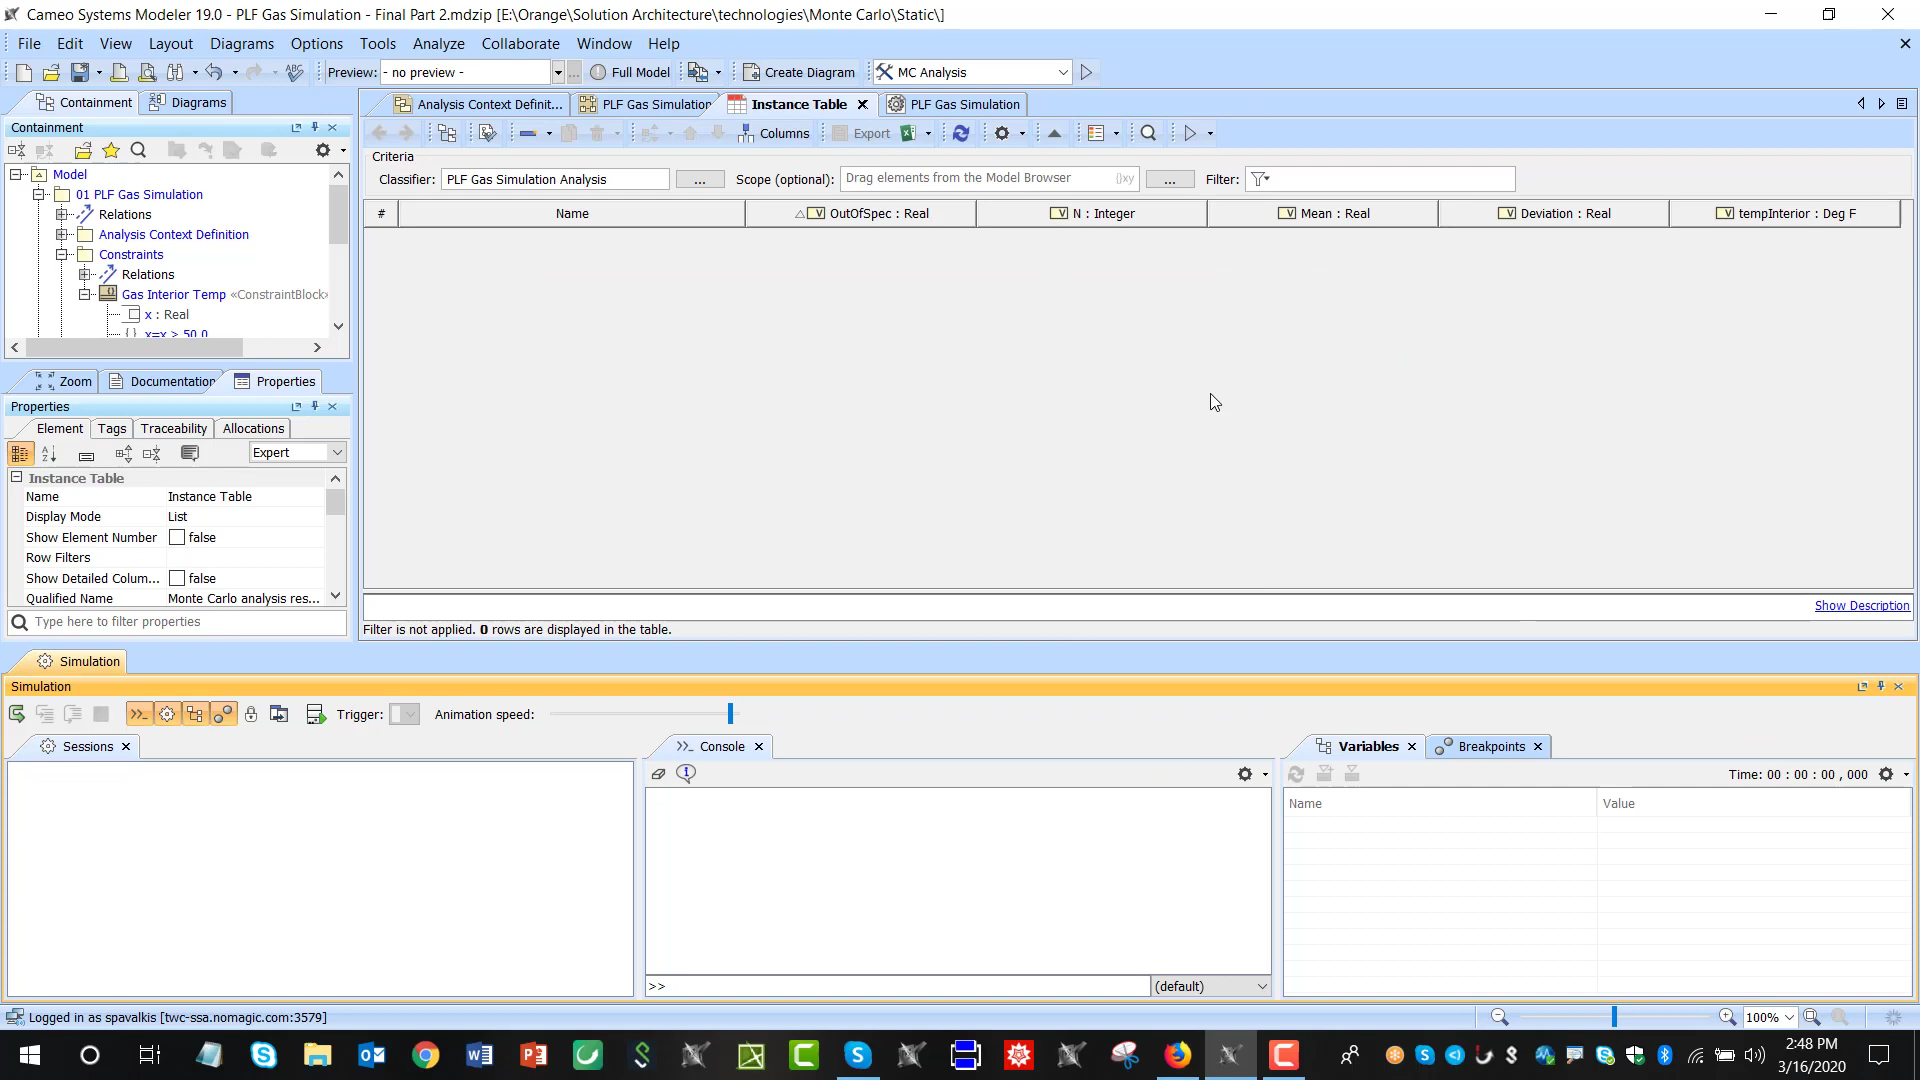 Cameo Systems Modeler 19.0 - PLF Gas Simulation - Final Part 2.mdzip [E:\Orange\Solution Architecture\technologies\Monte Carlo\Static\]
File Edit View Layout Diagrams Options Tools Analyze Collaborate Window Help
Preview: - no preview - ... Full Model Create Diagram MC Analysis
Containment Diagrams
Analysis Context Definit... PLF Gas Simulation Instance Table PLF Gas Simulation
Containment
Columns Export
Criteria
Classifier: PLF Gas Simulation Analysis ... Scope (optional): Drag elements from the Model Browser {}xy ... Filter:
Model
01 PLF Gas Simulation
Relations
Analysis Context Definition
Constraints
Relations
Gas Interior Temp «ConstraintBlock»
x : Real
x=x > 50.0
# Name OutOfSpec : Real N : Integer Mean : Real Deviation : Real tempInterior : Deg F
Zoom Documentation Properties
Properties
Element Tags Traceability Allocations
Expert
Instance Table
Name Instance Table
Display Mode List
Show Element Number false
Row Filters
Show Detailed Colum... false
Qualified Name Monte Carlo analysis res...
Type here to filter properties
Show Description
Filter is not applied. 0 rows are displayed in the table.
Simulation
Simulation
Trigger: Animation speed:
Sessions Console Variables Breakpoints
Time: 00 : 00 : 00 , 000
Name Value
>> (default)
Logged in as spavalkis [twc-ssa.nomagic.com:3579]
100%
2:48 PM
3/16/2020